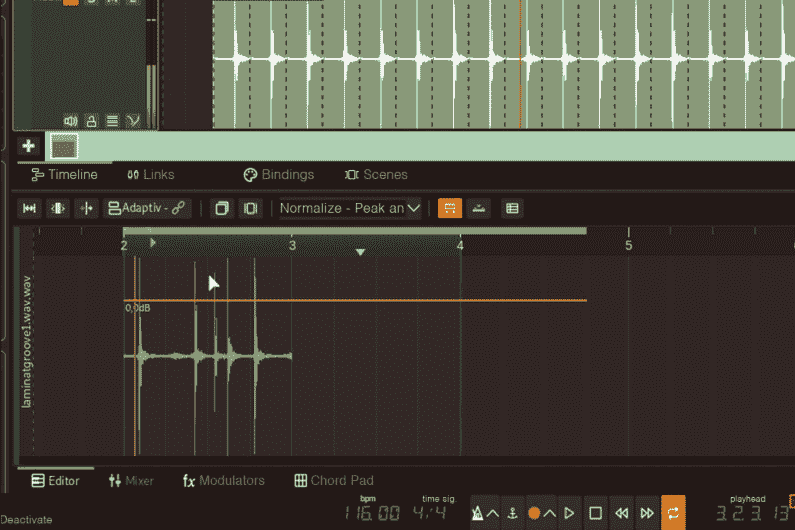 Timeline
Links
Bindings
Scenes
Adaptiv-
Normalize - Peak an
2
3
4
5
0,0dB
laminatgroove1.wav.wav
Editor
Mixer
fx Modulators
Chord Pad
bpm
time sig.
playhead
116.00
4/4
3.2.3.13
Deactivate